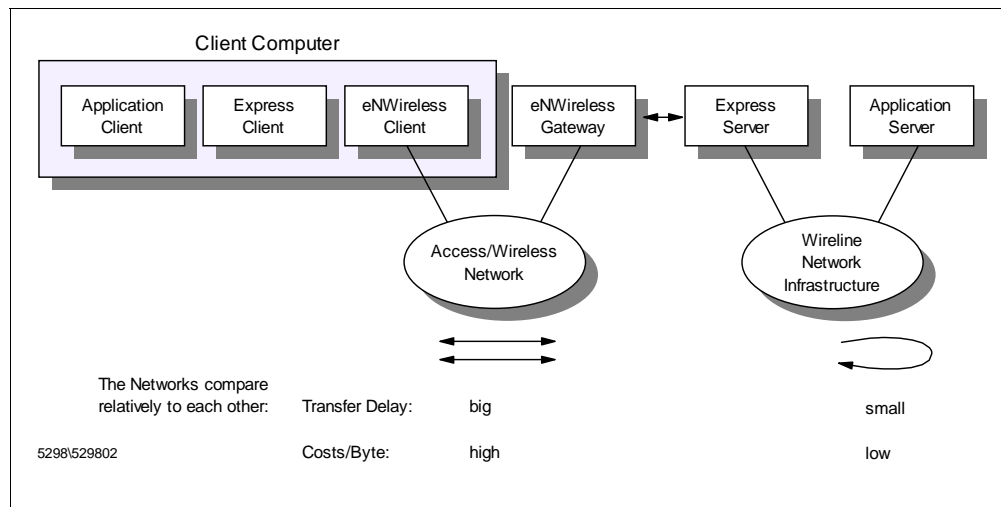 Client Computer
Application
Client
Express
Client
eNWireless
Client
eNWireless
Gateway
Express
Server
Application
Server
Access/Wireless
Network
Wireline
Network
Infrastructure
The Networks compare
relatively to each other:
Transfer Delay:
big
small
5298\529802
Costs/Byte:
high
low